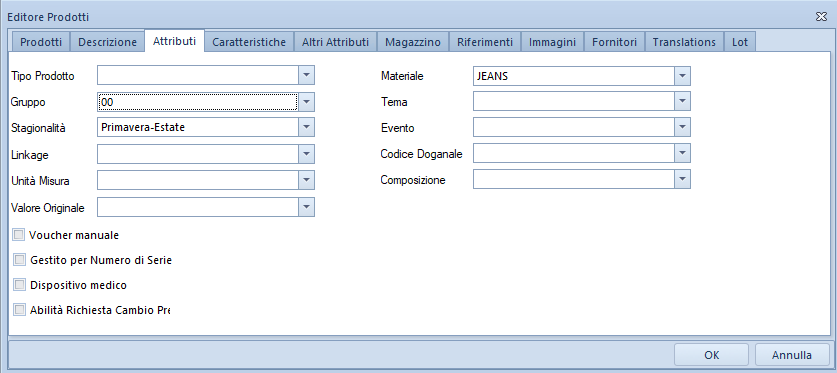 Editore Prodotti
Prodotti Descrizione Attributi Caratteristiche Altri Attributi Magazzino Riferimenti Immagini Fornitori Translations Lot
Tipo Prodotto
Gruppo 00
Stagionalità Primavera-Estate
Linkage
Unità Misura
Valore Originale
Voucher manuale
Gestito per Numero di Serie
Dispositivo medico
Abilità Richiesta Cambio Pre
Materiale JEANS
Tema
Evento
Codice Doganale
Composizione
OK Annulla